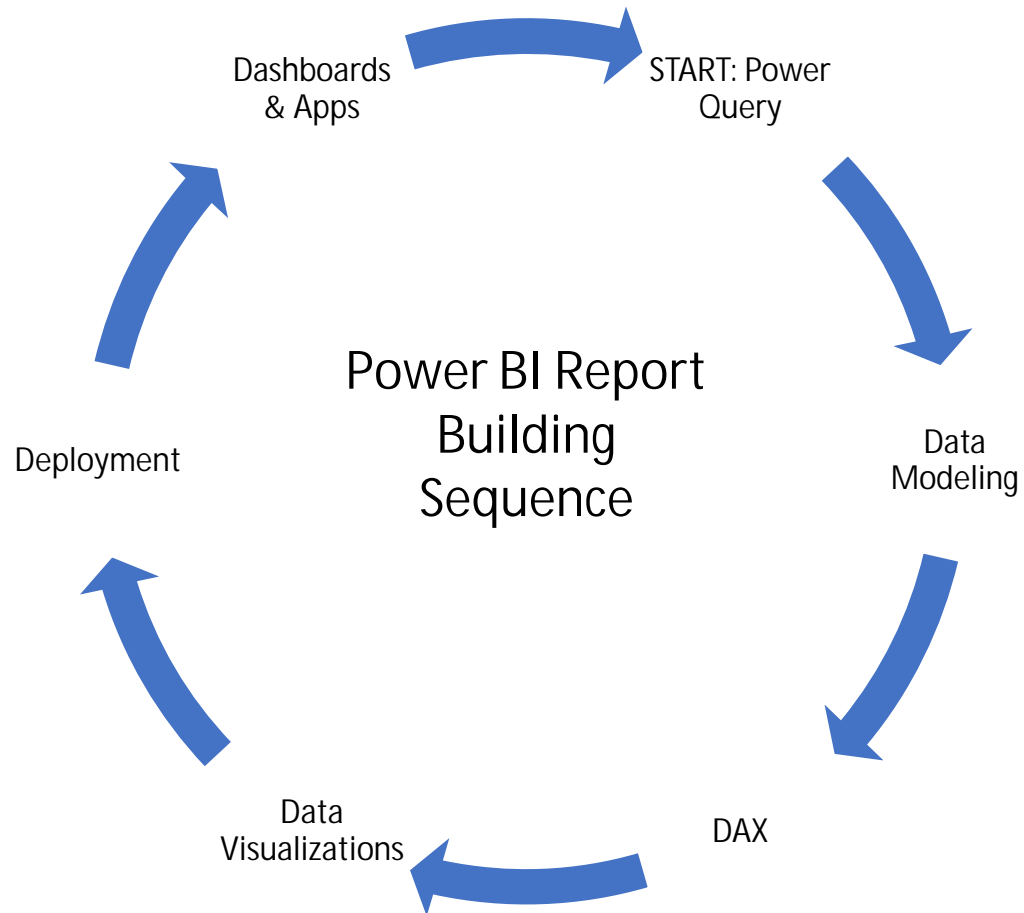 Power BI Report
Building
Sequence
START: Power
Query
Data
Modeling
DAX
Data
Visualizations
Deployment
Dashboards
& Apps